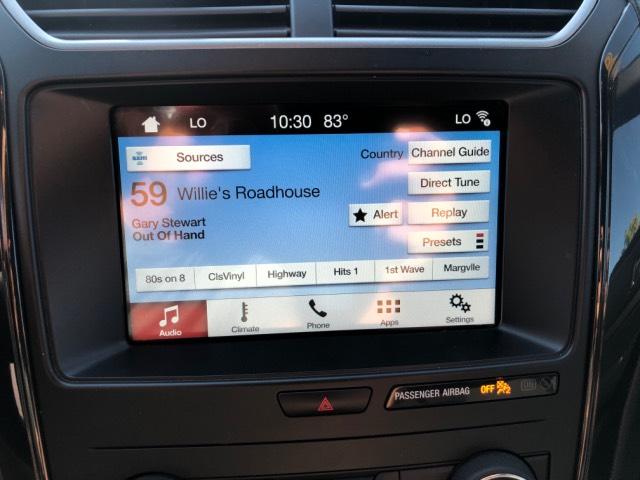 LO 10:30 83° LO
Sources
Country Channel Guide
59 Willie's Roadhouse
Direct Tune
Gary Stewart
Out Of Hand
Alert
Replay
Presets
80s on 8 ClsVinyl Highway Hits 1 1st Wave Margvlle
Audio Climate Phone Apps Settings
PASSENGER AIRBAG OFF